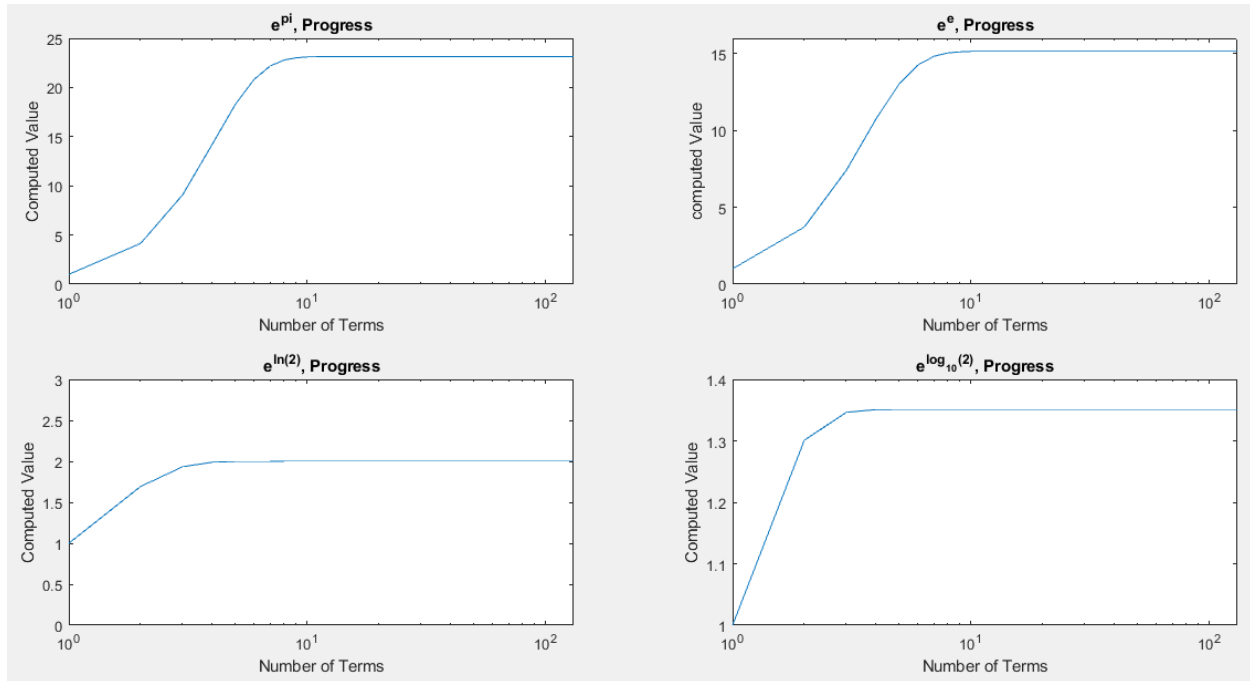 e^pi, Progress
25
20
15
10
5
0
Computed Value
10^0
10^1
10^2
Number of Terms
e^e, Progress
15
10
5
0
computed Value
10^0
10^1
10^2
Number of Terms
e^ln(2), Progress
3
2.5
2
1.5
1
0.5
0
Computed Value
10^0
10^1
10^2
Number of Terms
e^log_10(2), Progress
1.4
1.3
1.2
1.1
1
Computed Value
10^0
10^1
10^2
Number of Terms